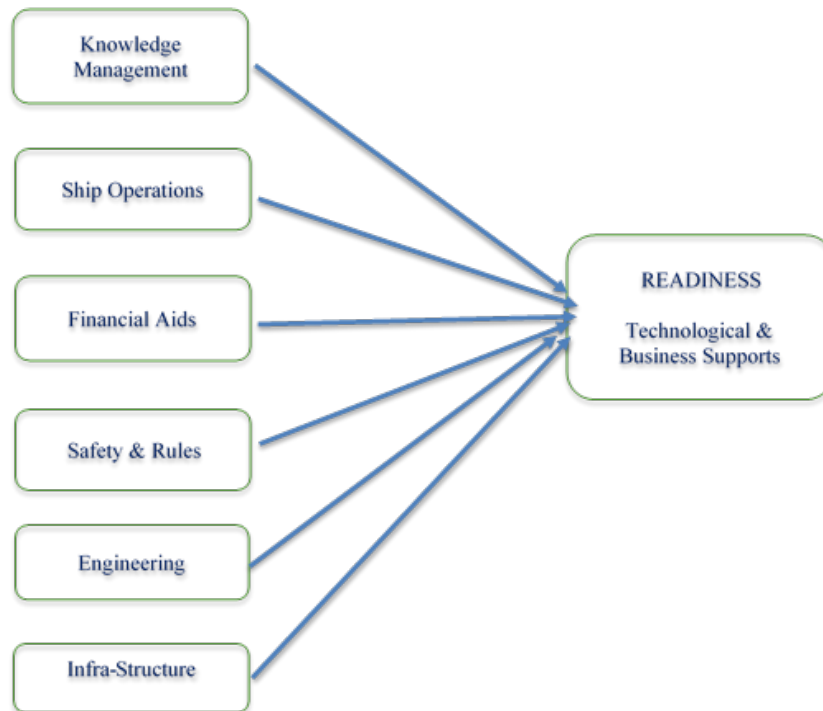 Knowledge
Management
Ship Operations
Financial Aids
Safety & Rules
Engineering
Infra-Structure
READINESS
Technological &
Business Supports